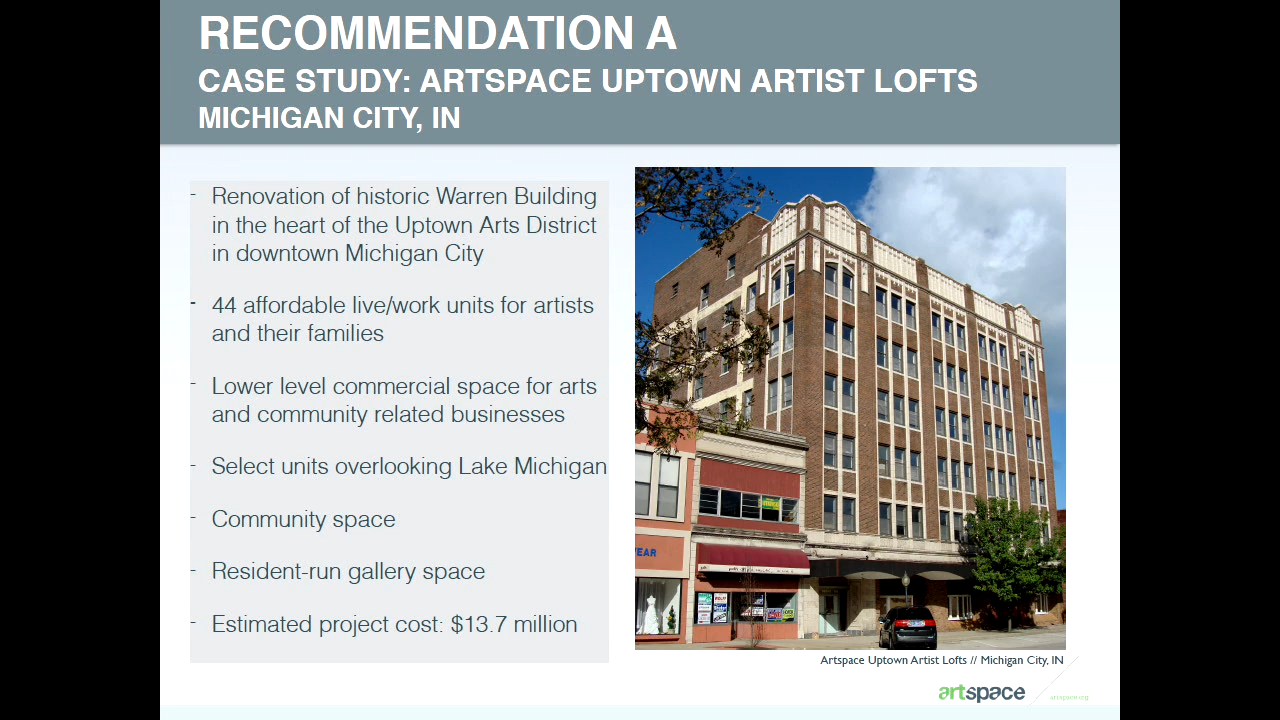 RECOMMENDATION A
CASE STUDY: ARTSPACE UPTOWN ARTIST LOFTS
MICHIGAN CITY, IN
- Renovation of historic Warren Building
in the heart of the Uptown Arts District
in downtown Michigan City
- 44 affordable live/work units for artists
and their families
- Lower level commercial space for arts
and community related businesses
- Select units overlooking Lake Michigan
- Community space
- Resident-run gallery space
- Estimated project cost: $13.7 million
EAR
Artspace Uptown Artist Lofts // Michigan City, IN
artspace
artspace.org